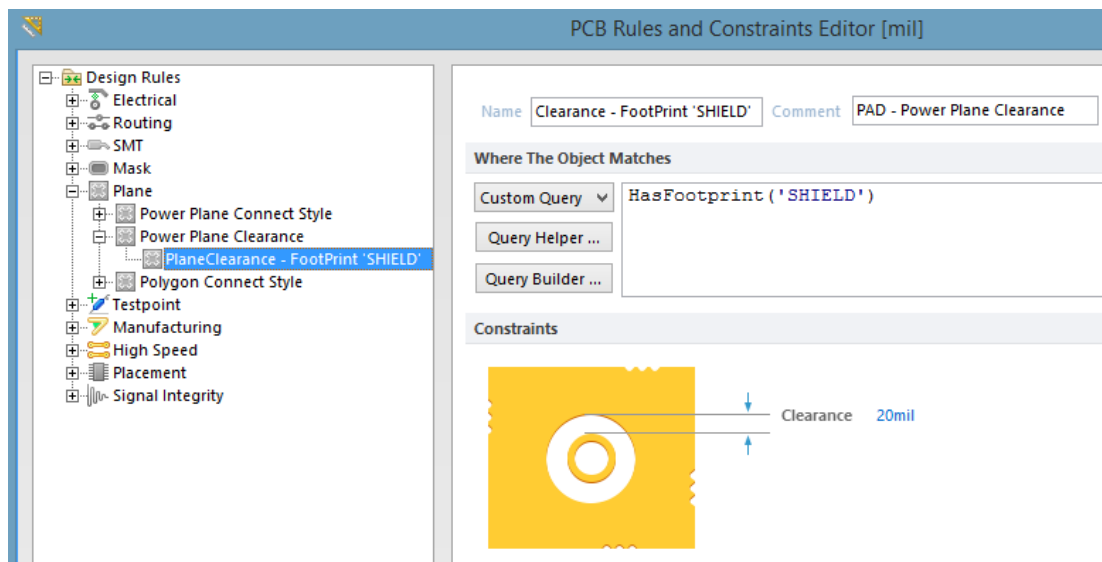 PCB Rules and Constraints Editor [mil]
Design Rules
Electrical
Routing
SMT
Mask
Plane
Power Plane Connect Style
Power Plane Clearance
PlaneClearance - FootPrint 'SHIELD'
Polygon Connect Style
Testpoint
Manufacturing
High Speed
Placement
Signal Integrity
Name Clearance - FootPrint 'SHIELD' Comment PAD - Power Plane Clearance
Where The Object Matches
Custom Query HasFootprint('SHIELD')
Query Helper ...
Query Builder ...
Constraints
Clearance 20mil